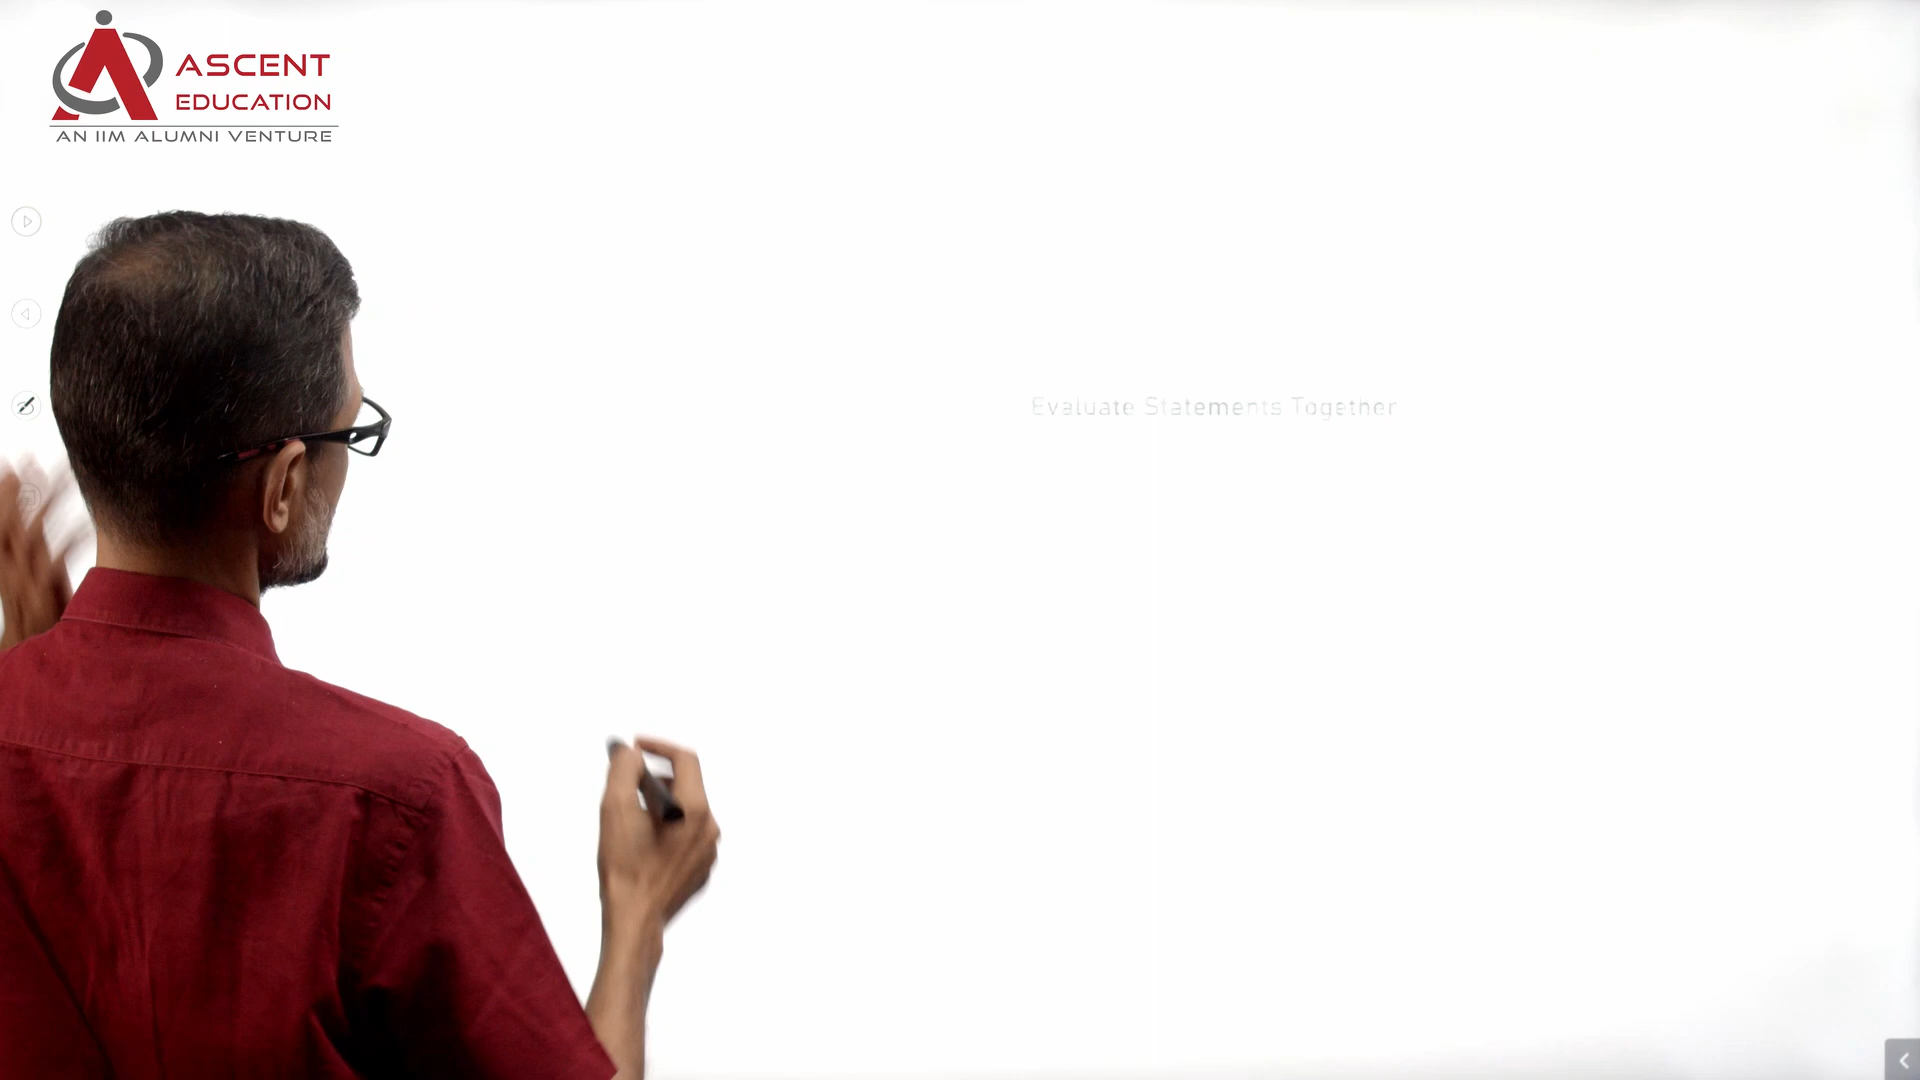 ASCENT
EDUCATION
AN IIM ALUMNI VENTURE
Evaluate Statements Together